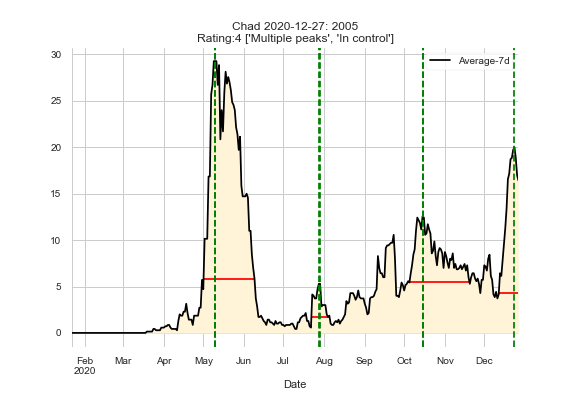 Chad 2020-12-27: 2005
Rating:4 ['Multiple peaks', 'In control']
Average-7d
30
25
20
15
10
5
0
Feb Mar Apr May Jun Jul Aug Sep Oct Nov Dec
2020
Date